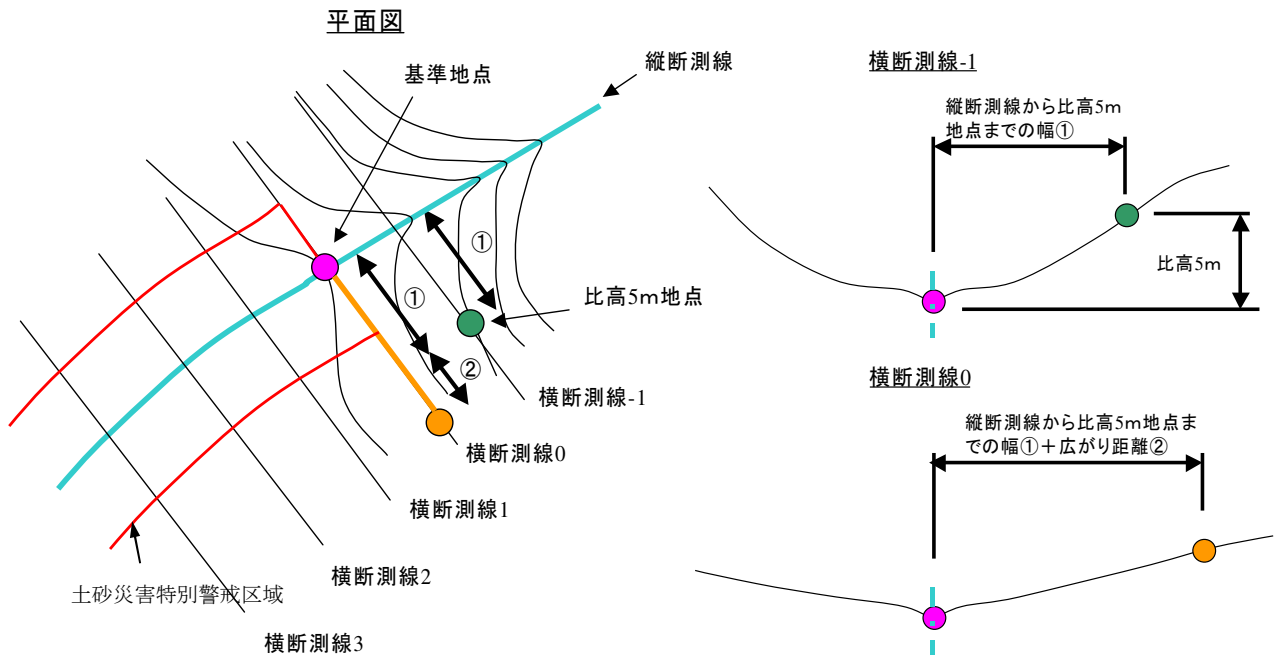 平面図
基準地点
縦断測線
①
①
②
比高5m地点
横断測線-1
横断測線0
横断測線1
横断測線2
横断測線3
土砂災害特別警戒区域
横断測線-1
縦断測線から比高5m
地点までの幅①
比高5m
横断測線0
縦断測線から比高5m地点ま
での幅①＋広がり距離②